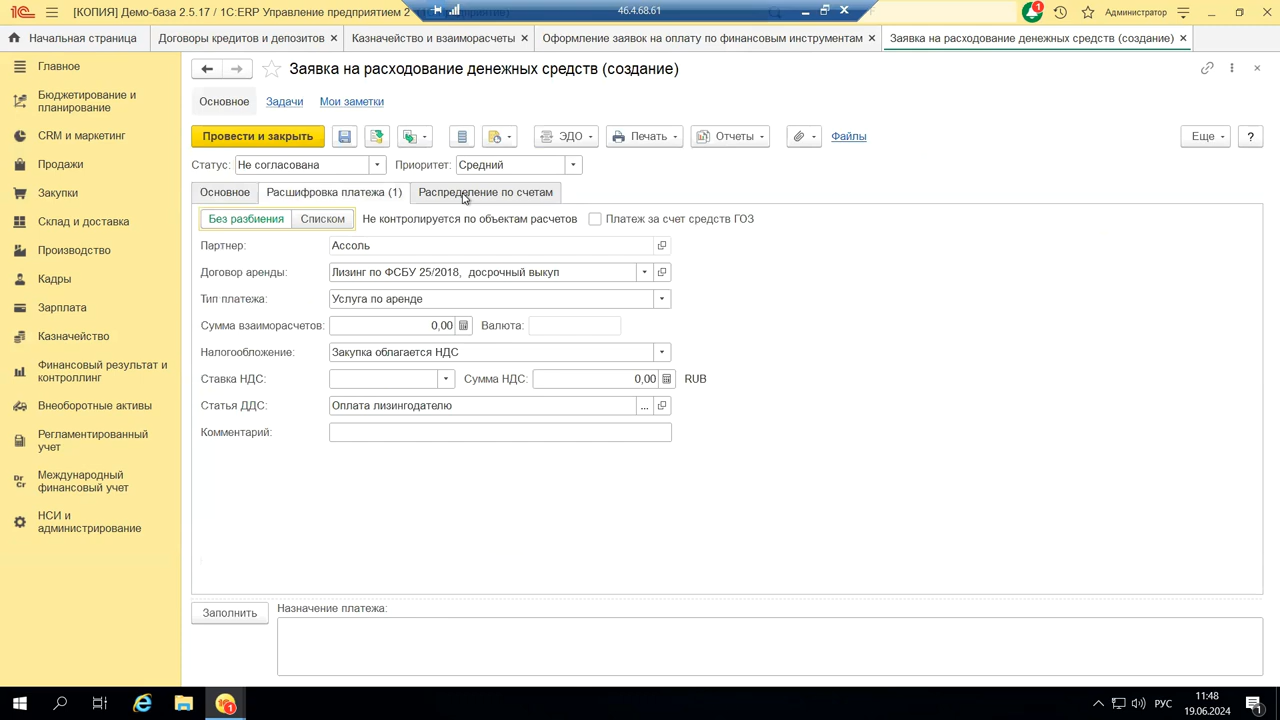 [КОПИЯ] Демо-база 2.5.17 / 1С:ERP Управление предприятием 2
46.4.68.61
1
Администратор
Начальная страница
Договоры кредитов и депозитов
Казначейство и взаиморасчеты
Оформление заявок на оплату по финансовым инструментам
Заявка на расходование денежных средств (создание)
Главное
Бюджетирование и
планирование
CRM и маркетинг
Продажи
Закупки
Склад и доставка
Производство
Кадры
Зарплата
Казначейство
Финансовый результат и
контроллинг
Внеоборотные активы
Регламентированный
учет
Международный
финансовый учет
НСИ и
администрирование
Заявка на расходование денежных средств (создание)
Основное Задачи Мои заметки
Провести и закрыть ЭДО Печать Отчеты Файлы Еще ?
Статус: Не согласована Приоритет: Средний
Основное Расшифровка платежа (1) Распределение по счетам
Без разбиения Списком Не контролируется по объектам расчетов Платеж за счет средств ГОЗ
Партнер: Ассоль
Договор аренды: Лизинг по ФСБУ 25/2018, досрочный выкуп
Тип платежа: Услуга по аренде
Сумма взаиморасчетов: 0,00 Валюта:
Налогообложение: Закупка облагается НДС
Ставка НДС: Сумма НДС: 0,00 RUB
Статья ДДС: Оплата лизингодателю ...
Комментарий:
Заполнить Назначение платежа:
РУС
11:48
19.06.2024
1
1